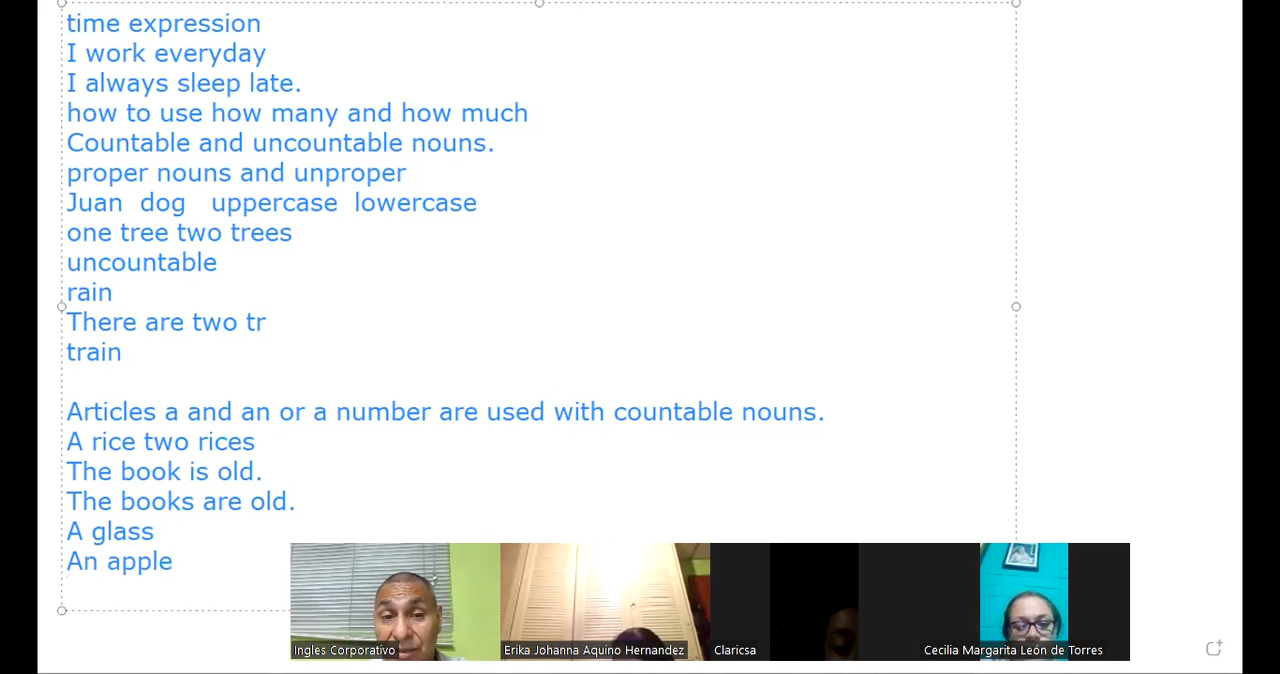 time expression
I work everyday
I always sleep late.
how to use how many and how much
Countable and uncountable nouns.
proper nouns and unproper
Juan  dog   uppercase  lowercase
one tree two trees
uncountable
rain
There are two tr
train
Articles a and an or a number are used with countable nouns.
A rice two rices
The book is old.
The books are old.
A glass
An apple
Ingles Corporativo
Erika Johanna Aquino Hernandez
Claricsa
Cecilia Margarita León de Torres